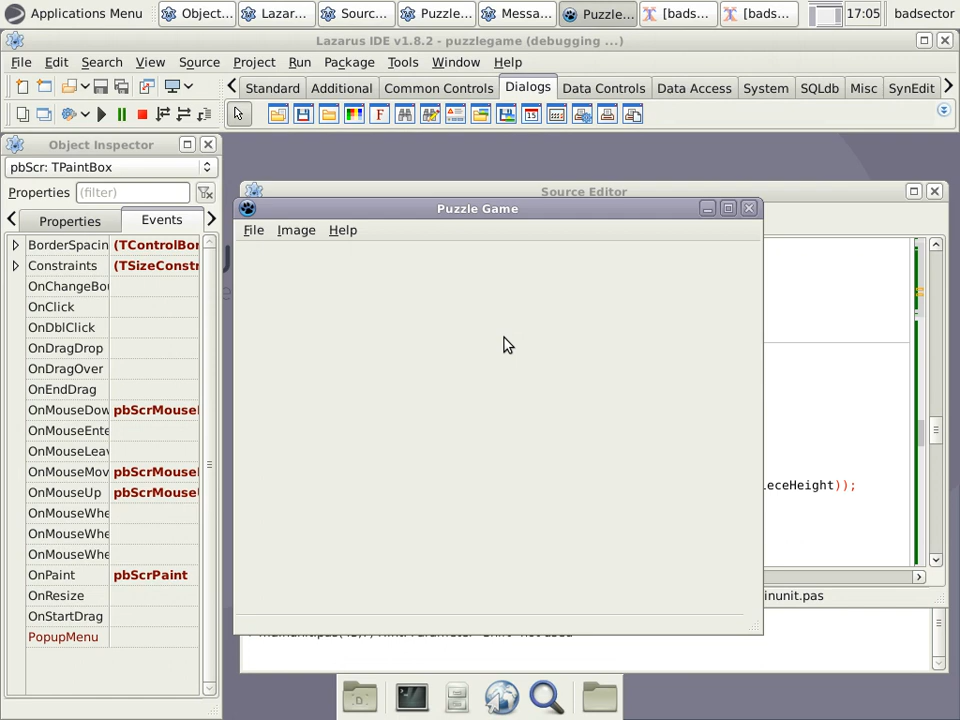 Applications Menu
Object...
Lazar...
Sourc...
Puzzle...
Messa...
Puzzle...
[bads...
[bads...
17:05
badsector
Lazarus IDE v1.8.2 - puzzlegame (debugging ...)
File Edit Search View Source Project Run Package Tools Window Help
Standard Additional Common Controls Dialogs Data Controls Data Access System SQLdb Misc SynEdit
Object Inspector
pbScr: TPaintBox
Properties (filter)
Properties Events
BorderSpacin (TControlBor
Constraints (TSizeConstr
OnChangeBou
OnClick
OnDblClick
OnDragDrop
OnDragOver
OnEndDrag
OnMouseDow pbScrMouse
OnMouseEnte
OnMouseLeav
OnMouseMov pbScrMouse
OnMouseUp pbScrMouse
OnMouseWhe
OnMouseWhe
OnMouseWhe
OnPaint pbScrPaint
OnResize
OnStartDrag
PopupMenu
Source Editor
Puzzle Game
File Image Help
eceHeight));
inunit.pas